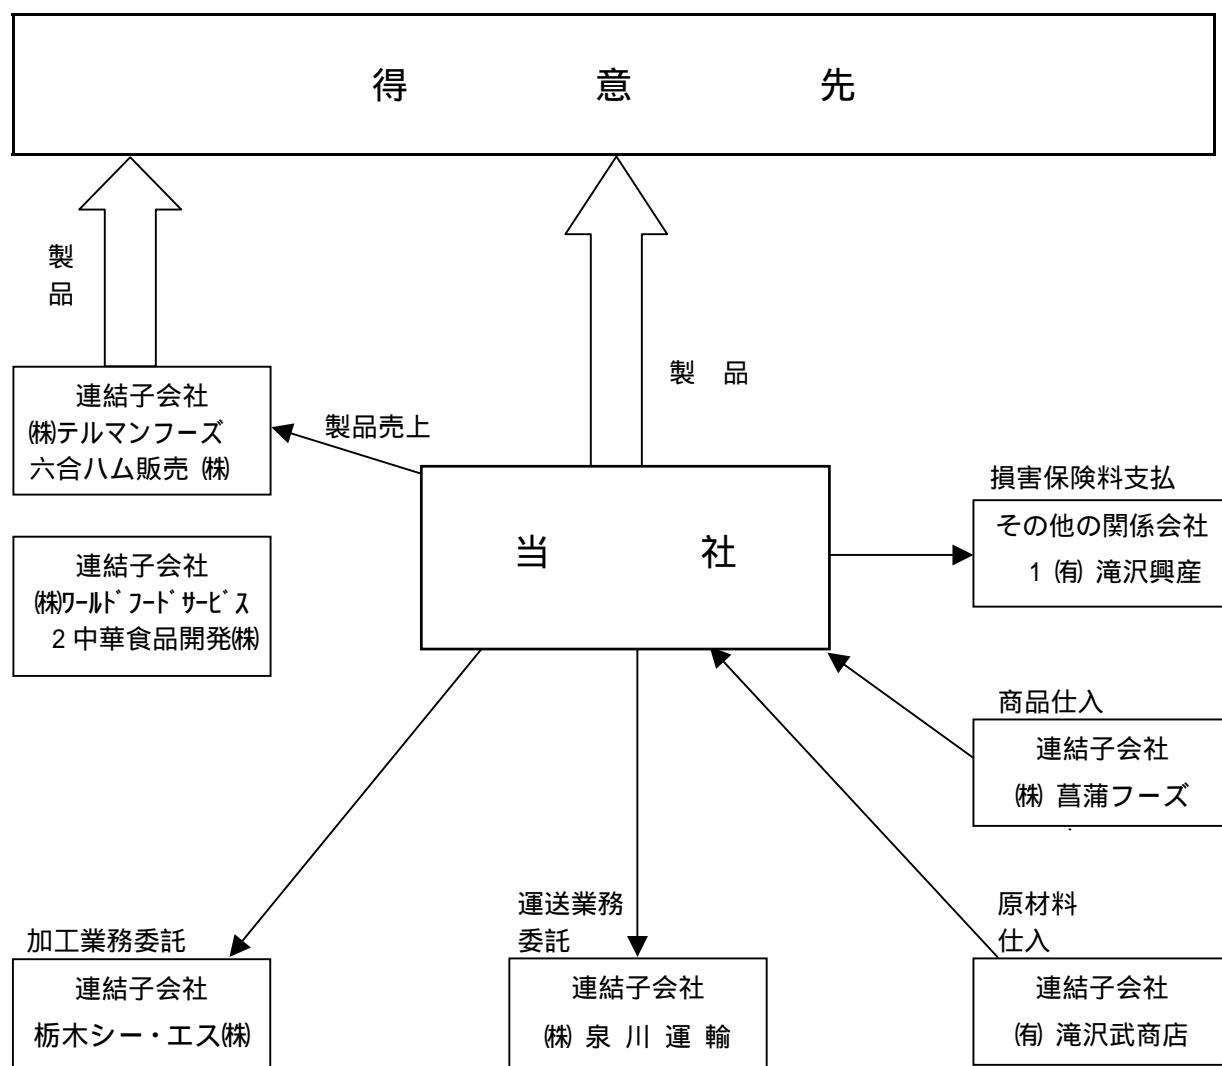 得 意 先
製
品
製 品
連結子会社
㈱テルマンフーズ
六合ハム販売 ㈱
製品売上
連結子会社
㈱ワールドフードサービス
2 中華食品開発㈱
当 社
損害保険料支払
その他の関係会社
1 ㈲ 滝沢興産
商品仕入
連結子会社
㈱ 菖蒲フーズ
加工業務委託
連結子会社
栃木シー・エス㈱
運送業務
委託
連結子会社
㈱ 泉 川 運 輸
原材料
仕入
連結子会社
㈲ 滝沢武商店